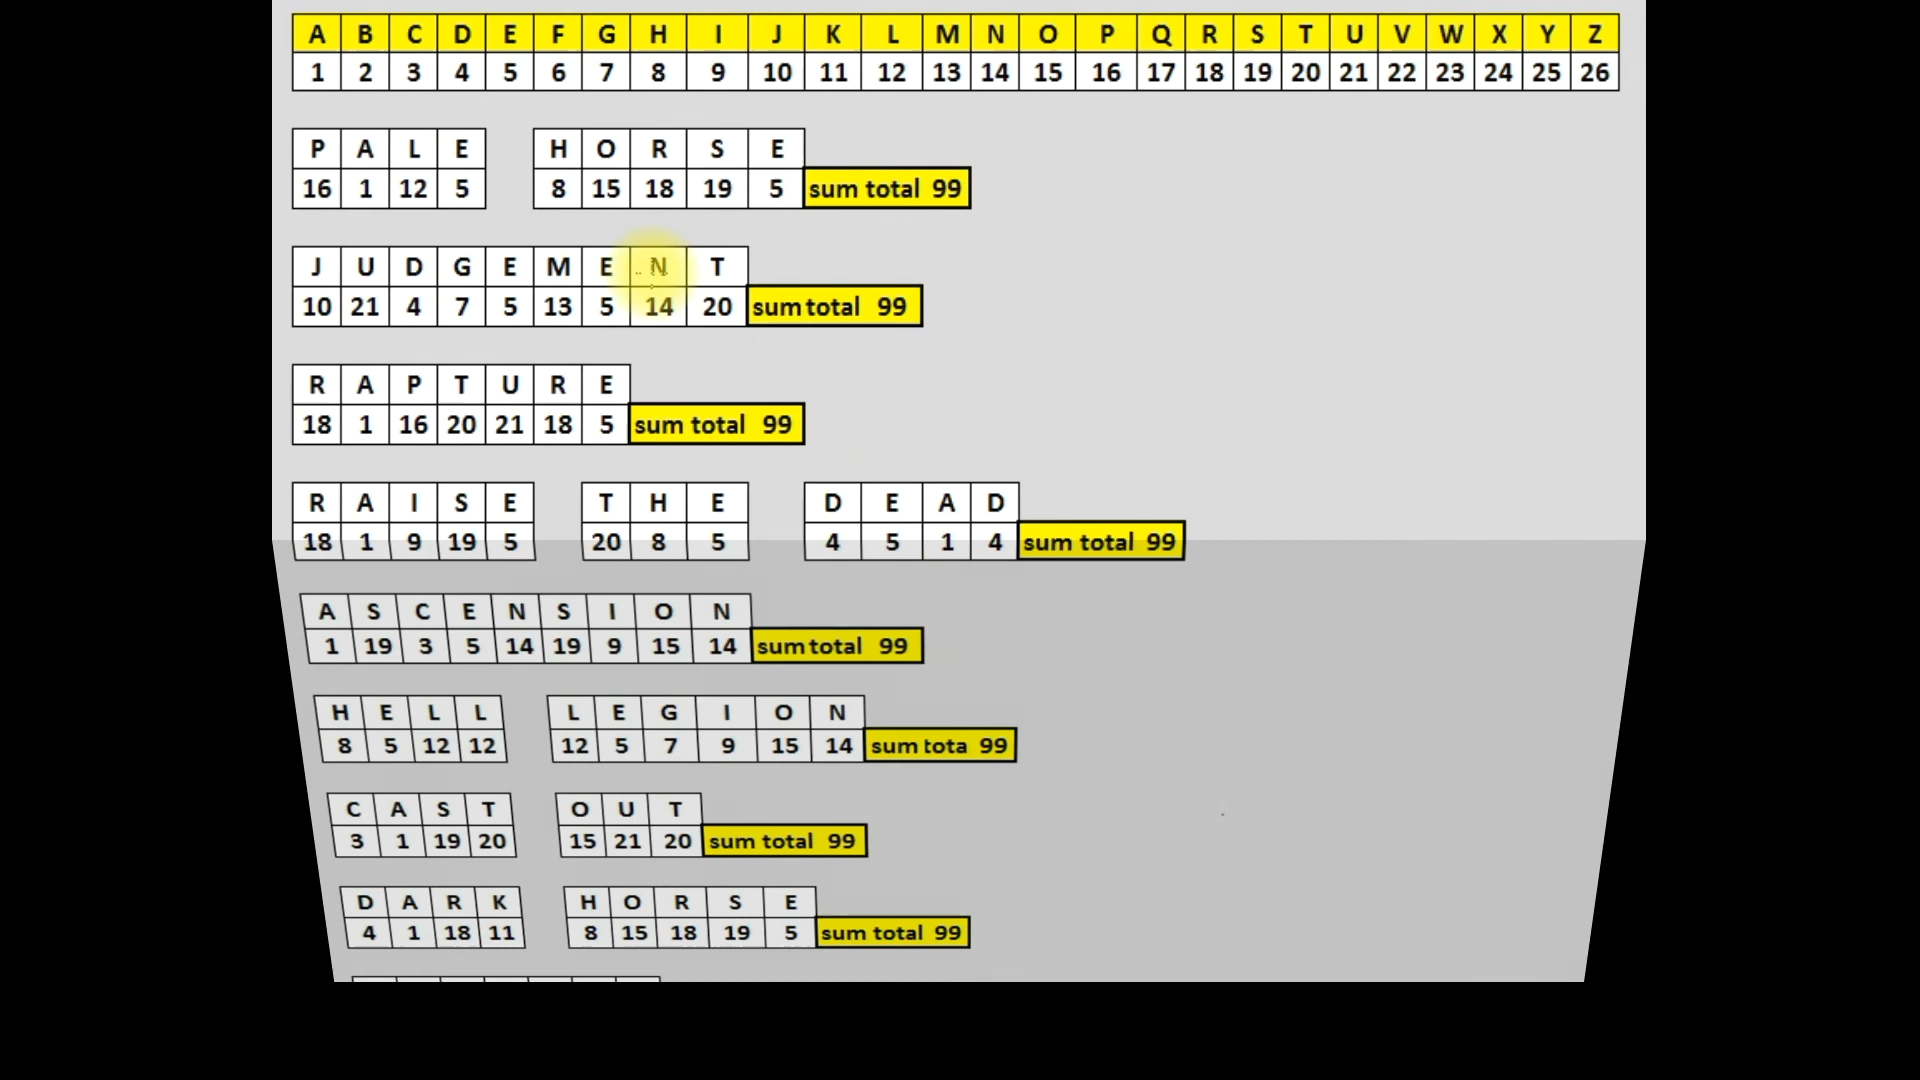 A B C D E F G H I J K L M N O P Q R S T U V W X Y Z
1 2 3 4 5 6 7 8 9 10 11 12 13 14 15 16 17 18 19 20 21 22 23 24 25 26
P A L E H O R S E
16 1 12 5 8 15 18 19 5 sum total 99
J U D G E M E N T
10 21 4 7 5 13 5 14 20 sum total 99
R A P T U R E
18 1 16 20 21 18 5 sum total 99
R A I S E T H E D E A D
18 1 9 19 5 20 8 5 4 5 1 4 sum total 99
A S C E N S I O N
1 19 3 5 14 19 9 15 14 sum total 99
H E L L L E G I O N
8 5 12 12 12 5 7 9 15 14 sum tota 99
C A S T O U T
3 1 19 20 15 21 20 sum total 99
D A R K H O R S E
4 1 18 11 8 15 18 19 5 sum total 99